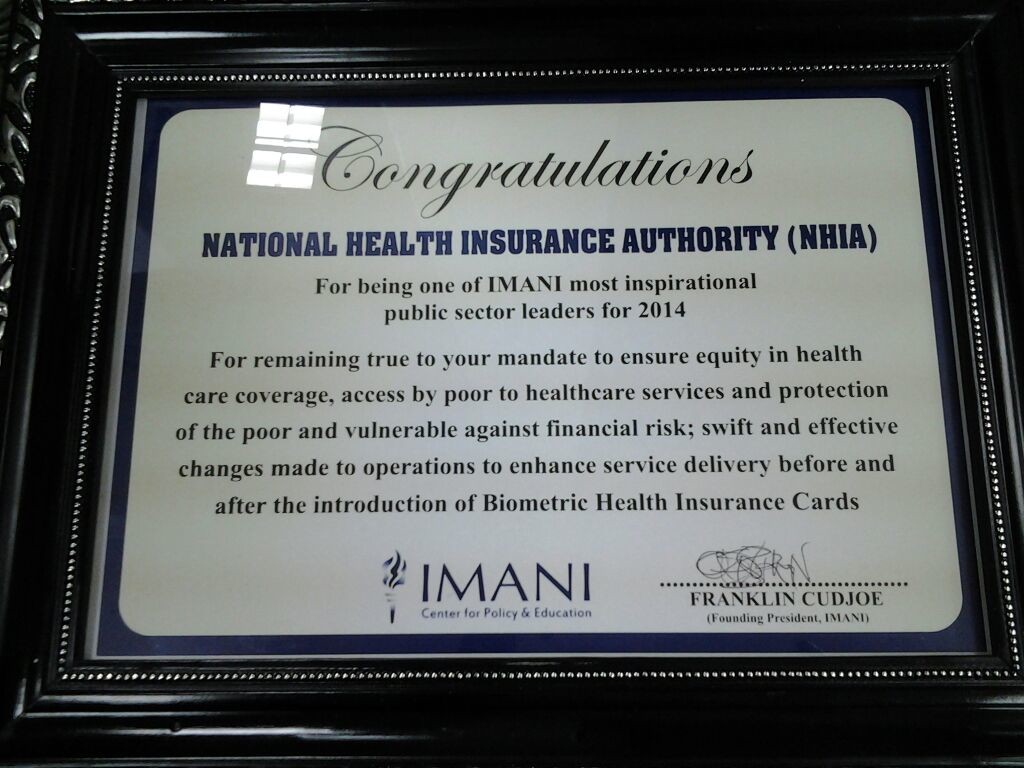 Congratulations
NATIONAL HEALTH INSURANCE AUTHORITY (NHIA)
For being one of IMANI most inspirational
public sector leaders for 2014
For remaining true to your mandate to ensure equity in health
care coverage, access by poor to healthcare services and protection
of the poor and vulnerable against financial risk; swift and effective
changes made to operations to enhance service delivery before and
after the introduction of Biometric Health Insurance Cards
IMANI
Center for Policy & Education
FRANKLIN CUDJOE
(Founding President, IMANI)